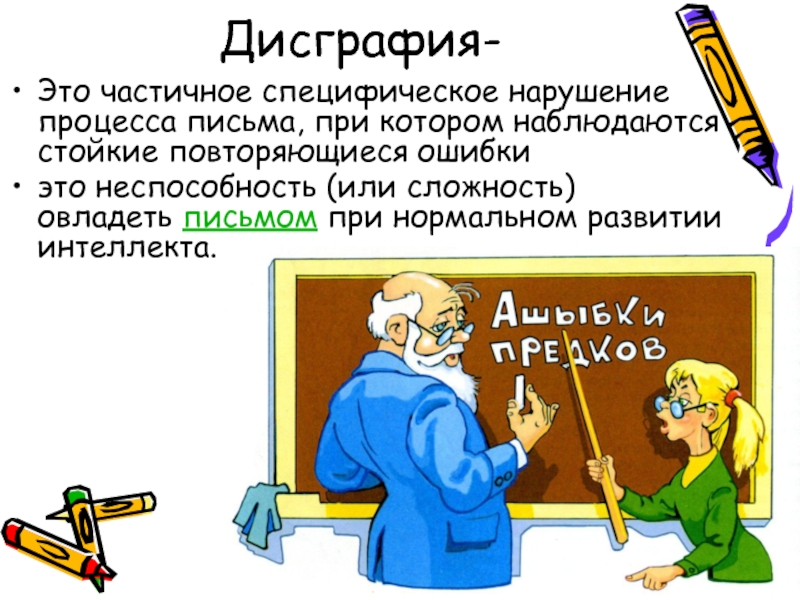 Дисграфия-
• Это частичное специфическое нарушение
процесса письма, при котором наблюдаются
стойкие повторяющиеся ошибки
• это неспособность (или сложность)
овладеть письмом при нормальном развитии
интеллекта.
Ашыбки
предков